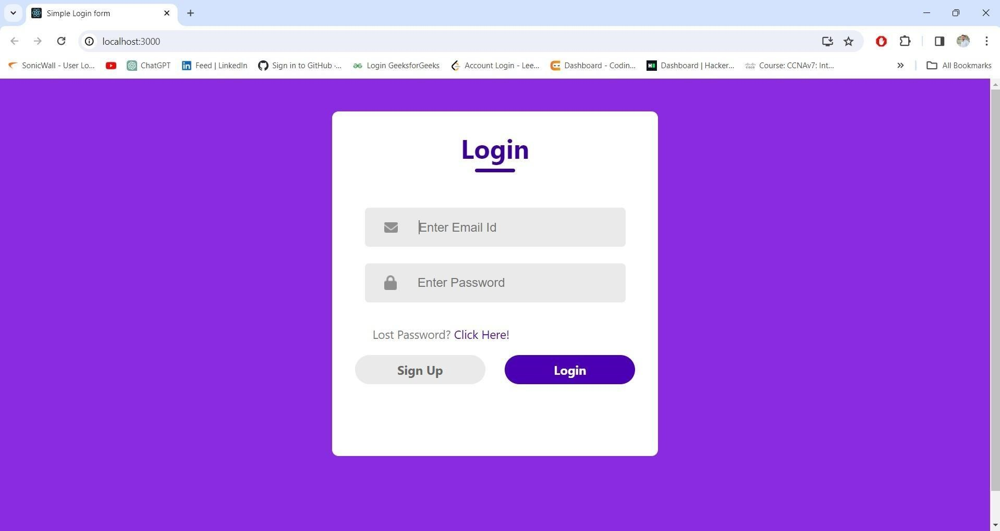 Simple Login form
localhost:3000
SonicWall - User Lo... ChatGPT Feed | LinkedIn Sign in to GitHub ·... Login GeeksforGeeks Account Login - Lee... Dashboard - Codin... Dashboard | Hacker... Course: CCNAv7: Int... All Bookmarks
Login
Enter Email Id
Enter Password
Lost Password? Click Here!
Sign Up Login